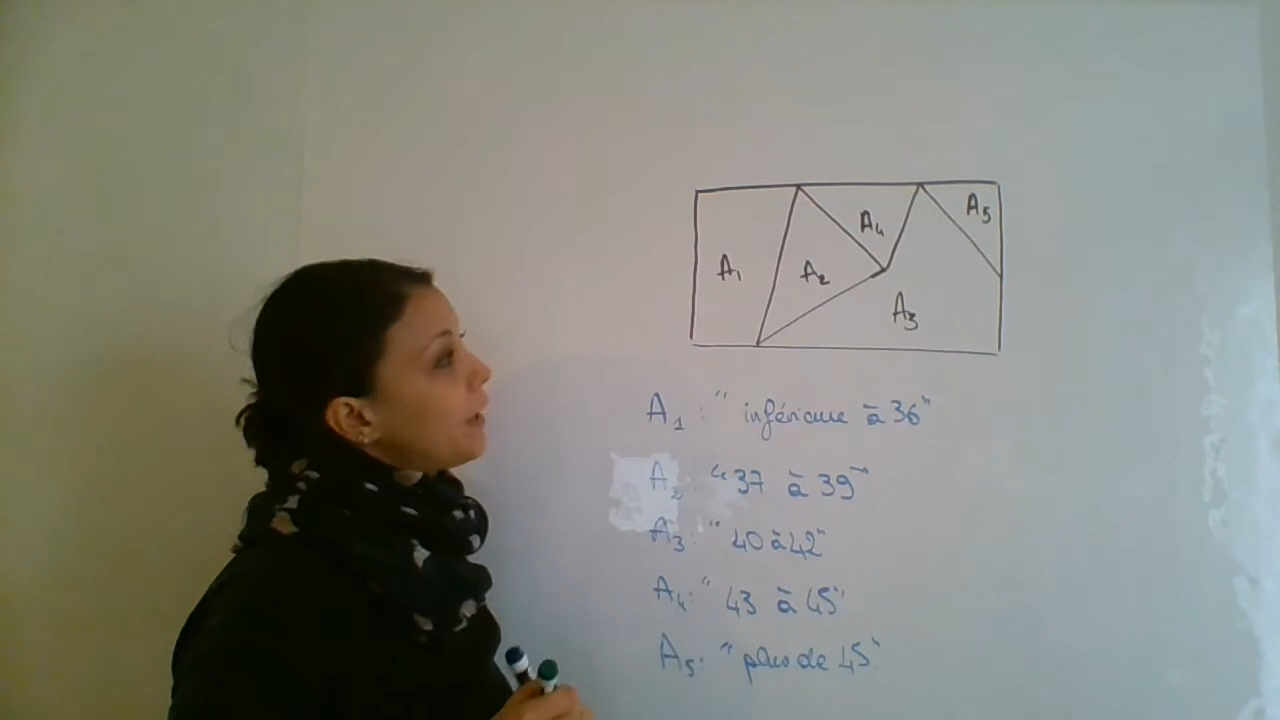 A5
A4
A1
A2
A3
A1: " inférieure à 36"
A2: "37 à 39"
A3: "40 à 42"
A4: "43 à 45"
A5: "plus de 45"